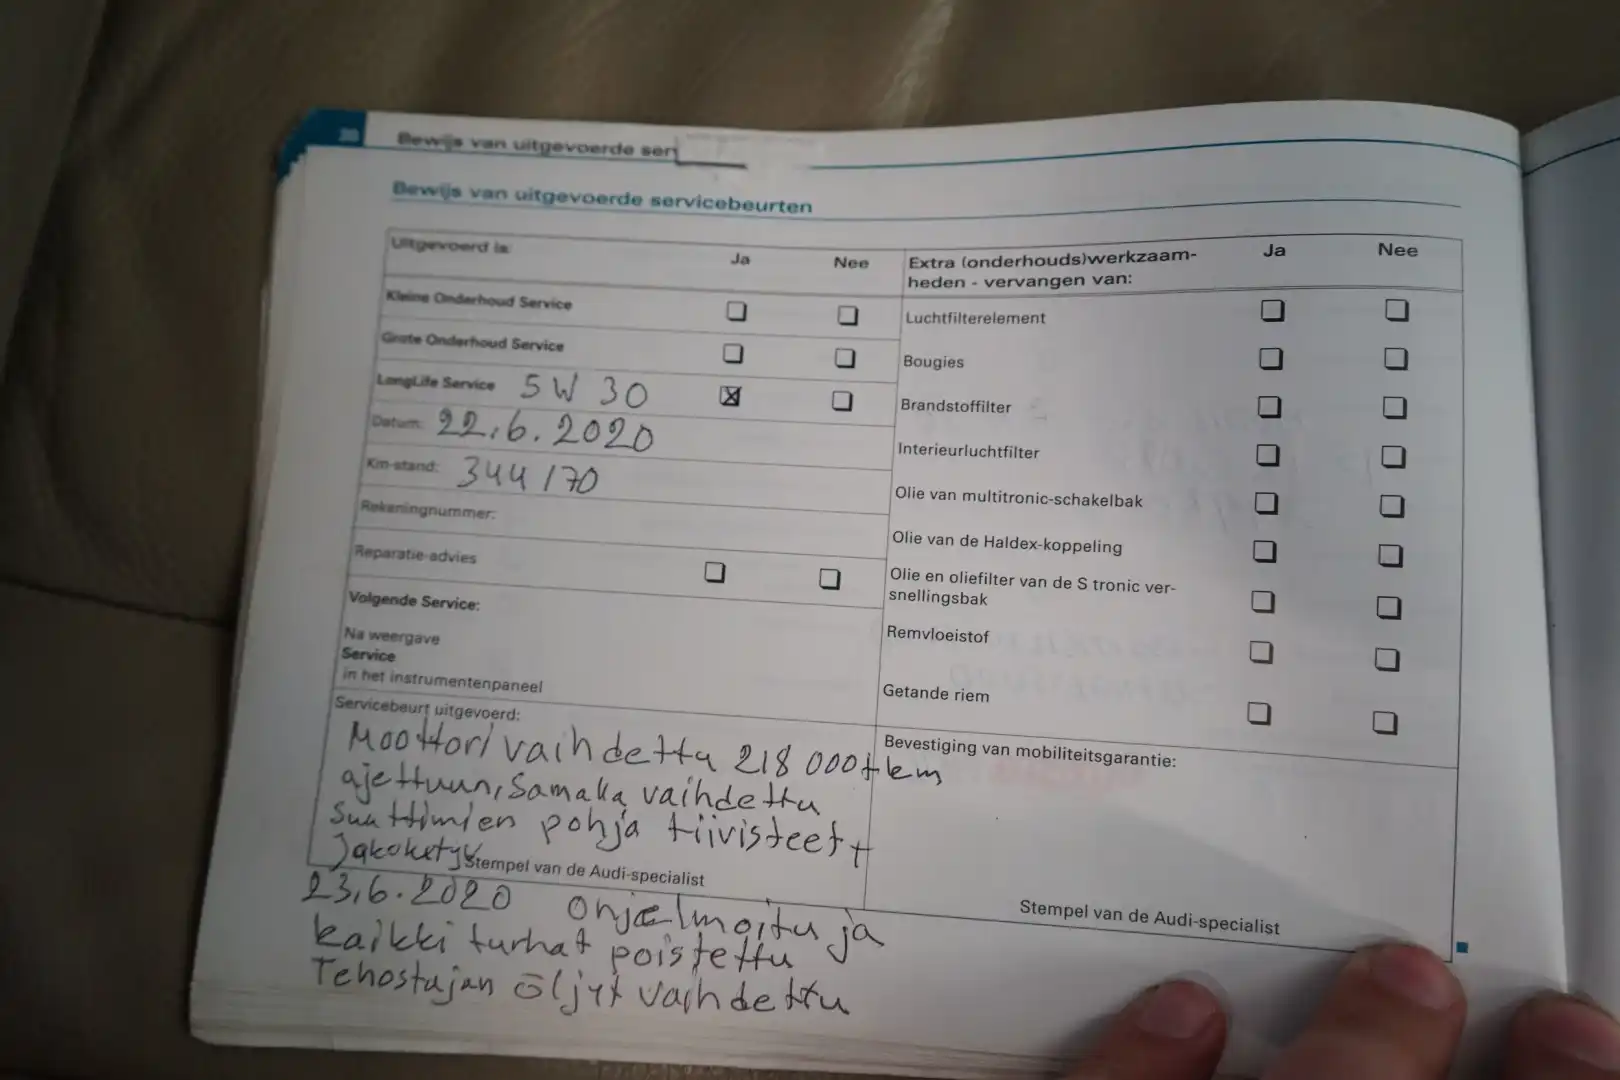 20
Bewijs van uitgevoerde ser
Bewijs van uitgevoerde servicebeurten
Uitgevoerd is: Ja Nee
Kleine Onderhoud Service
Grote Onderhoud Service
LongLife Service 5W 30
Datum: 22.6.2020
Km-stand: 344 170
Rekeningnummer:
Reparatie-advies
Volgende Service:
Na weergave
Service
in het instrumentenpaneel
Servicebeurt uitgevoerd:
Moottori vaihdettu 218 000 tkm
ajettuun, Samalla vaihdettu
Suuttimien pohja tiivisteet +
Jakoketju
Stempel van de Audi-specialist
23.6.2020 ohjelmoitu ja
kaikki turhat poistettu
Tehostajan öljyt vaihdettu
Extra (onderhouds)werkzaam- Ja Nee
heden - vervangen van:
Luchtfilterelement
Bougies
Brandstoffilter
Interieurluchtfilter
Olie van multitronic-schakelbak
Olie van de Haldex-koppeling
Olie en oliefilter van de S tronic ver-
snellingsbak
Remvloeistof
Getande riem
Bevestiging van mobiliteitsgarantie:
Stempel van de Audi-specialist